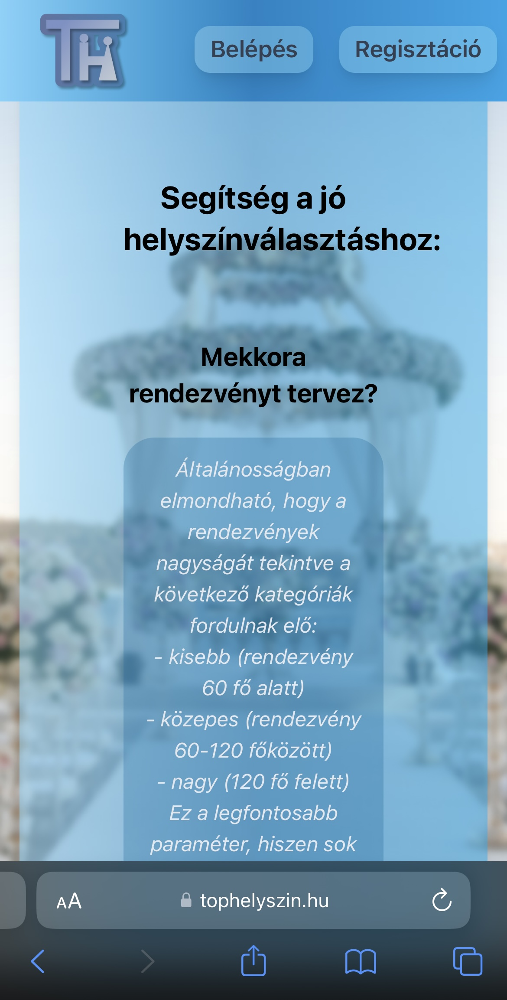 TH
Belépés
Regisztáció
Segítség a jó
helyszínválasztáshoz:
Mekkora
rendezvényt tervez?
Általánosságban
elmondható, hogy a
rendezvények
nagyságát tekintve a
következő kategóriák
fordulnak elő:
- kisebb (rendezvény
60 fő alatt)
- közepes (rendezvény
60-120 főközött)
- nagy (120 fő felett)
Ez a legfontosabb
paraméter, hiszen sok
AA
tophelyszin.hu